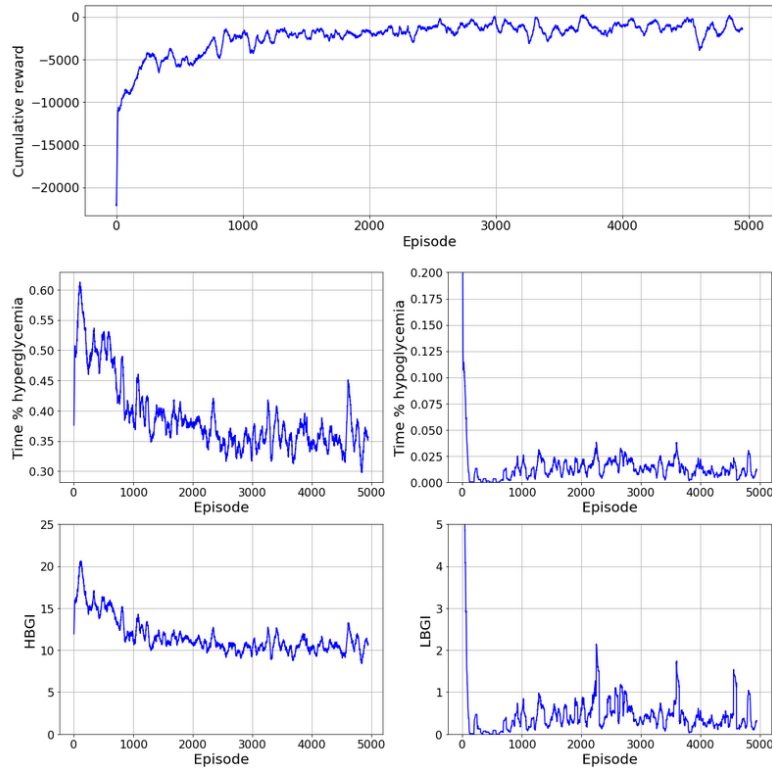 0
−5000
−10000
−15000
−20000
Cumulative reward
0 1000 2000 3000 4000 5000
Episode
0.60
0.55
0.50
0.45
0.40
0.35
0.30
Time % hyperglycemia
0 1000 2000 3000 4000 5000
Episode
0.200
0.175
0.150
0.125
0.100
0.075
0.050
0.025
0.000
Time % hypoglycemia
0 1000 2000 3000 4000 5000
Episode
25
20
15
10
5
0
HBGI
0 1000 2000 3000 4000 5000
Episode
5
4
3
2
1
0
LBGI
0 1000 2000 3000 4000 5000
Episode